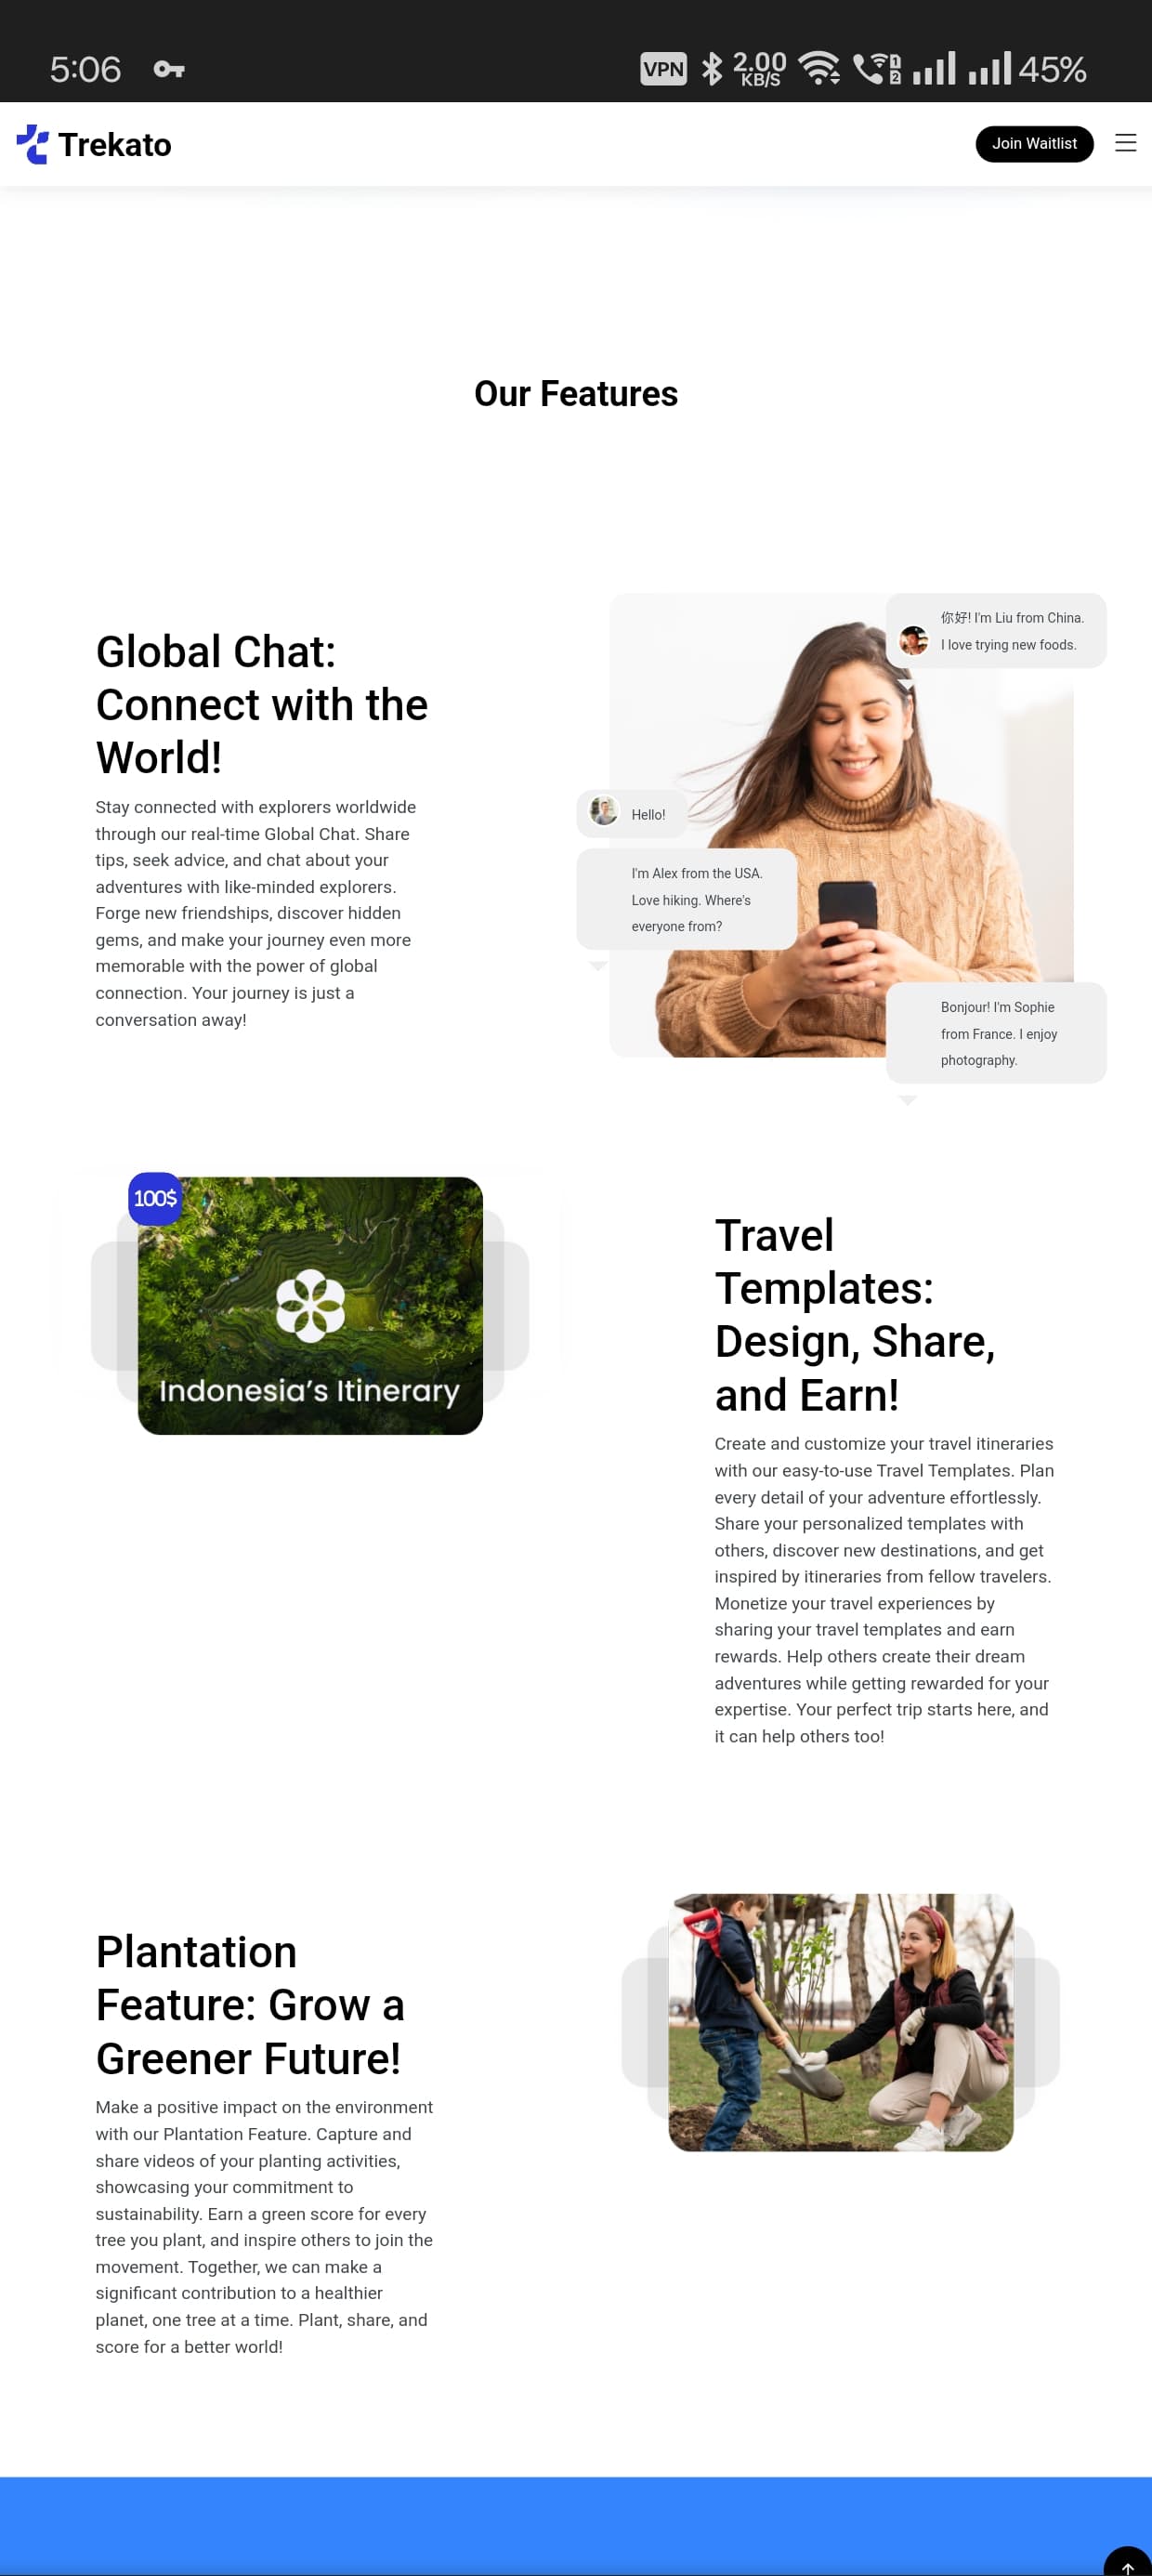 5:06 VPN 2.00 KB/S 1 2 45%
Trekato
Join Waitlist
Our Features
Global Chat:
Connect with the
World!
Stay connected with explorers worldwide
through our real-time Global Chat. Share
tips, seek advice, and chat about your
adventures with like-minded explorers.
Forge new friendships, discover hidden
gems, and make your journey even more
memorable with the power of global
connection. Your journey is just a
conversation away!
你好! I'm Liu from China.
I love trying new foods.
Hello!
I'm Alex from the USA.
Love hiking. Where's
everyone from?
Bonjour! I'm Sophie
from France. I enjoy
photography.
100$
Indonesia's Itinerary
Travel
Templates:
Design, Share,
and Earn!
Create and customize your travel itineraries
with our easy-to-use Travel Templates. Plan
every detail of your adventure effortlessly.
Share your personalized templates with
others, discover new destinations, and get
inspired by itineraries from fellow travelers.
Monetize your travel experiences by
sharing your travel templates and earn
rewards. Help others create their dream
adventures while getting rewarded for your
expertise. Your perfect trip starts here, and
it can help others too!
Plantation
Feature: Grow a
Greener Future!
Make a positive impact on the environment
with our Plantation Feature. Capture and
share videos of your planting activities,
showcasing your commitment to
sustainability. Earn a green score for every
tree you plant, and inspire others to join the
movement. Together, we can make a
significant contribution to a healthier
planet, one tree at a time. Plant, share, and
score for a better world!